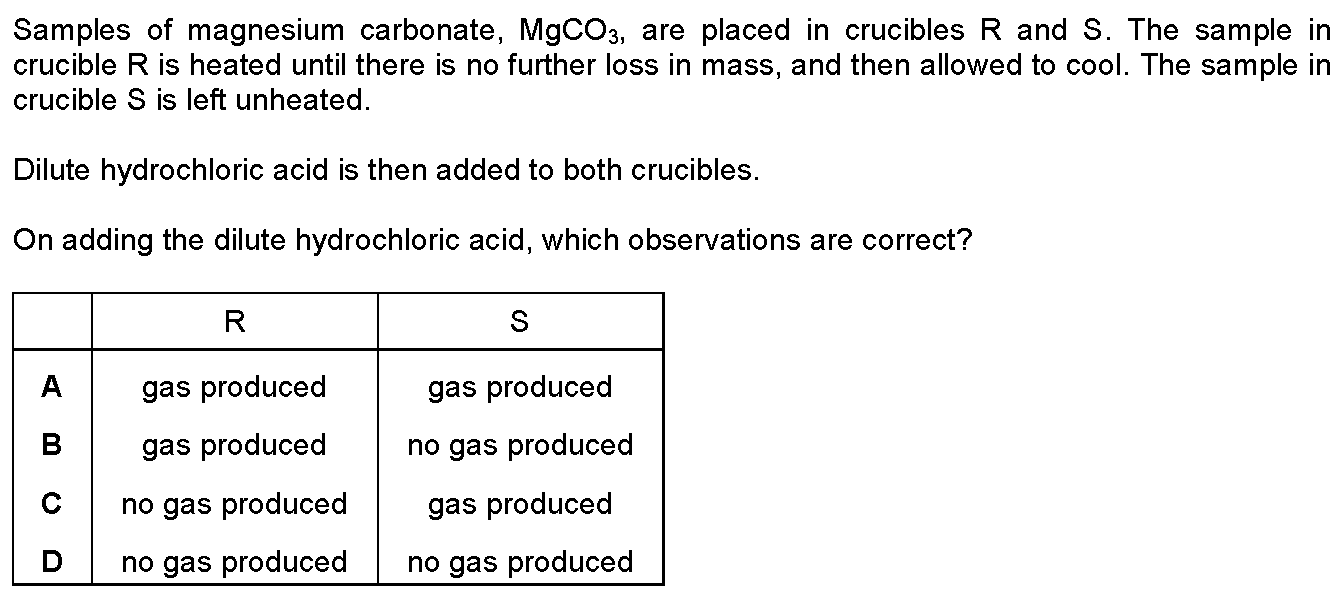 Samples of magnesium carbonate, MgCO₃, are placed in crucibles R and S. The sample in
crucible R is heated until there is no further loss in mass, and then allowed to cool. The sample in
crucible S is left unheated.
Dilute hydrochloric acid is then added to both crucibles.
On adding the dilute hydrochloric acid, which observations are correct?
R S
A gas produced gas produced
B gas produced no gas produced
C no gas produced gas produced
D no gas produced no gas produced